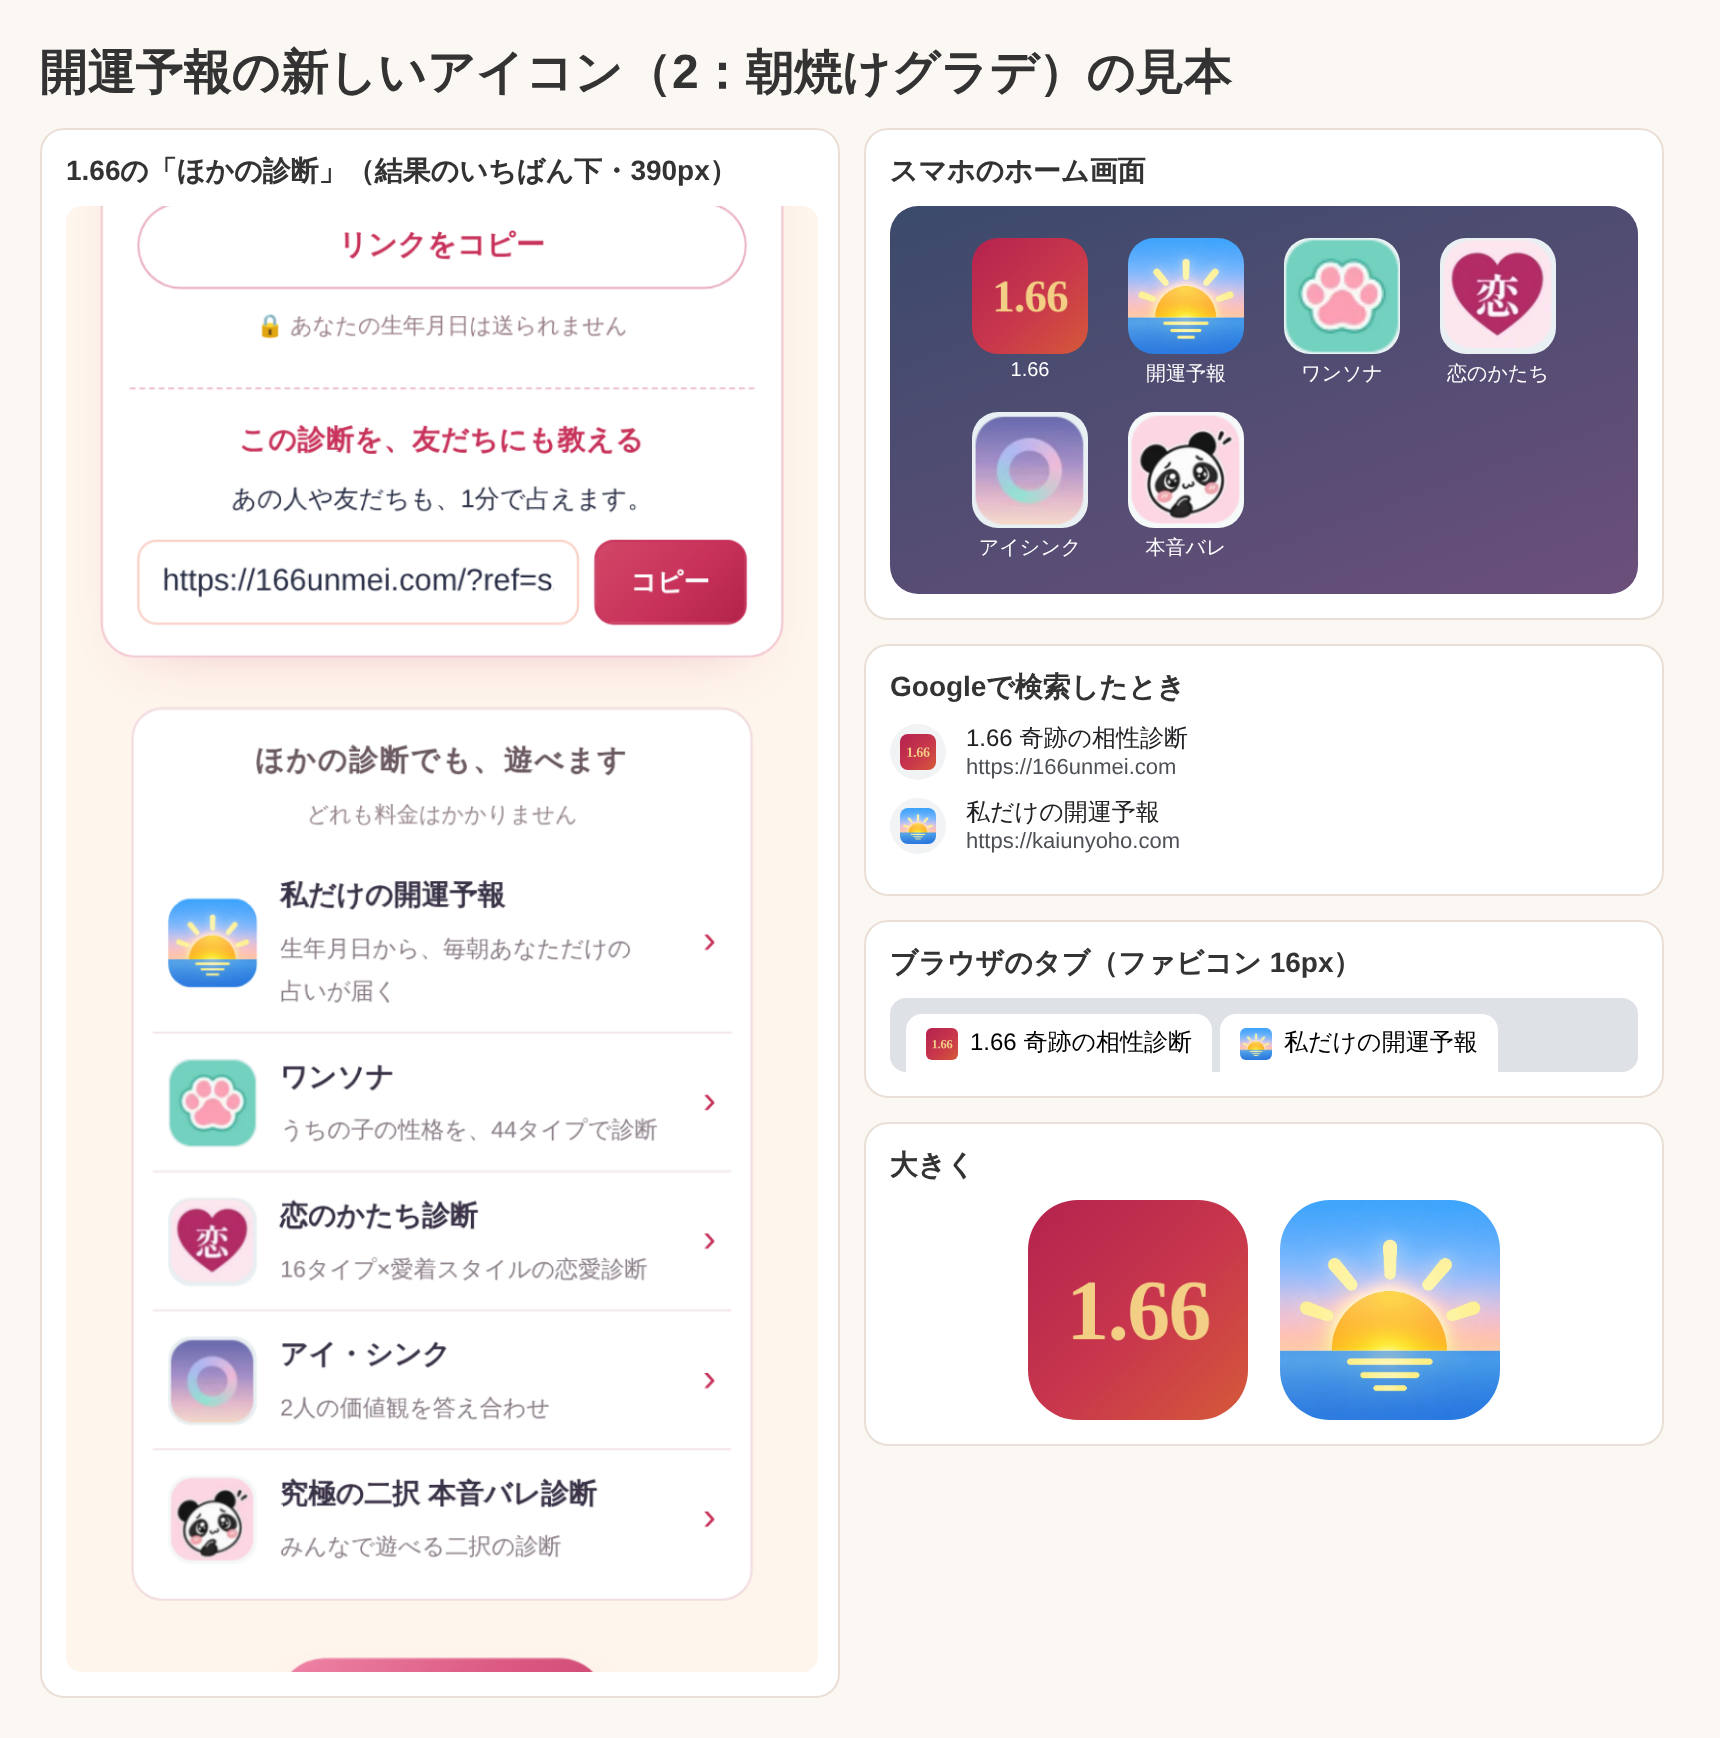 開運予報の新しいアイコン（2：朝焼けグラデ）の見本
1.66の「ほかの診断」（結果のいちばん下・390px）
リンクをコピー
🔒 あなたの生年月日は送られません
この診断を、友だちにも教える
あの人や友だちも、1分で占えます。
https://166unmei.com/?ref=s
コピー
ほかの診断でも、遊べます
どれも料金はかかりません
私だけの開運予報
生年月日から、毎朝あなただけの
占いが届く
›
ワンソナ
うちの子の性格を、44タイプで診断
›
恋
恋のかたち診断
16タイプ×愛着スタイルの恋愛診断
›
アイ・シンク
2人の価値観を答え合わせ
›
究極の二択 本音バレ診断
みんなで遊べる二択の診断
›
スマホのホーム画面
1.66
恋
1.66
開運予報
ワンソナ
恋のかたち
アイシンク
本音バレ
Googleで検索したとき
1.66
1.66 奇跡の相性診断
https://166unmei.com
私だけの開運予報
https://kaiunyoho.com
ブラウザのタブ（ファビコン 16px）
1.66
1.66 奇跡の相性診断
私だけの開運予報
大きく
1.66